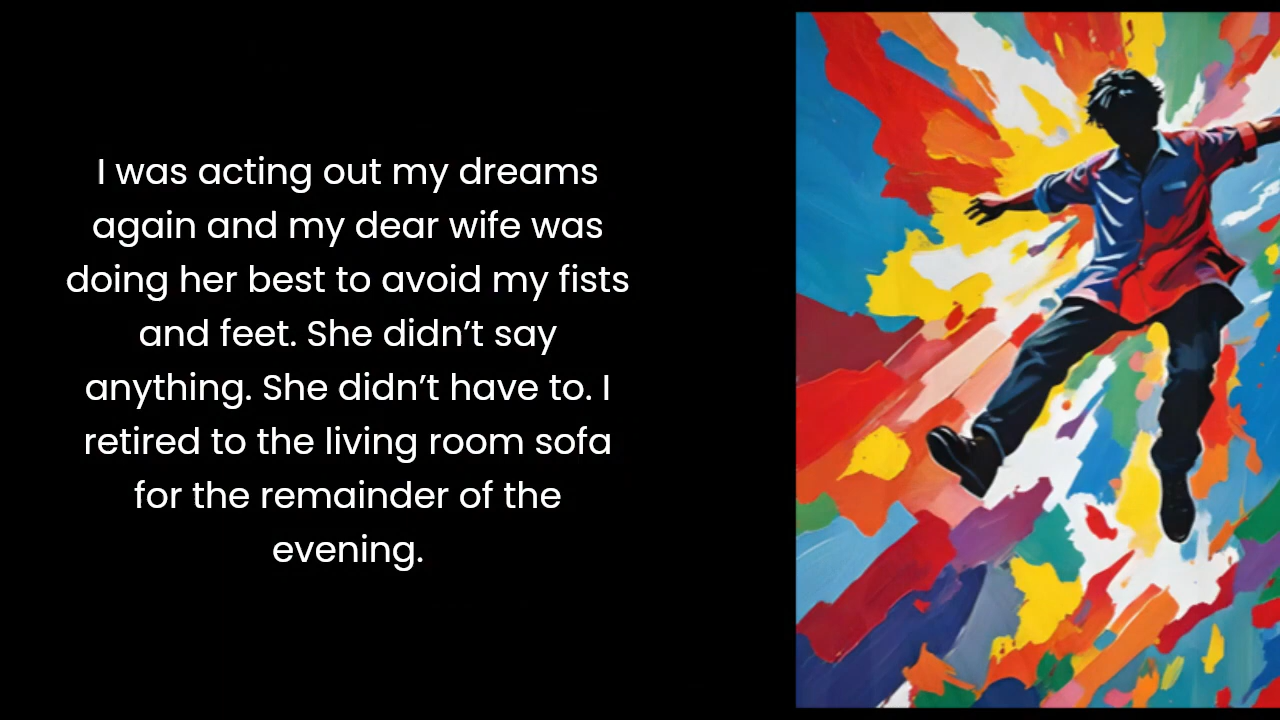 I was acting out my dreams
again and my dear wife was
doing her best to avoid my fists
and feet. She didn’t say
anything. She didn’t have to. I
retired to the living room sofa
for the remainder of the
evening.